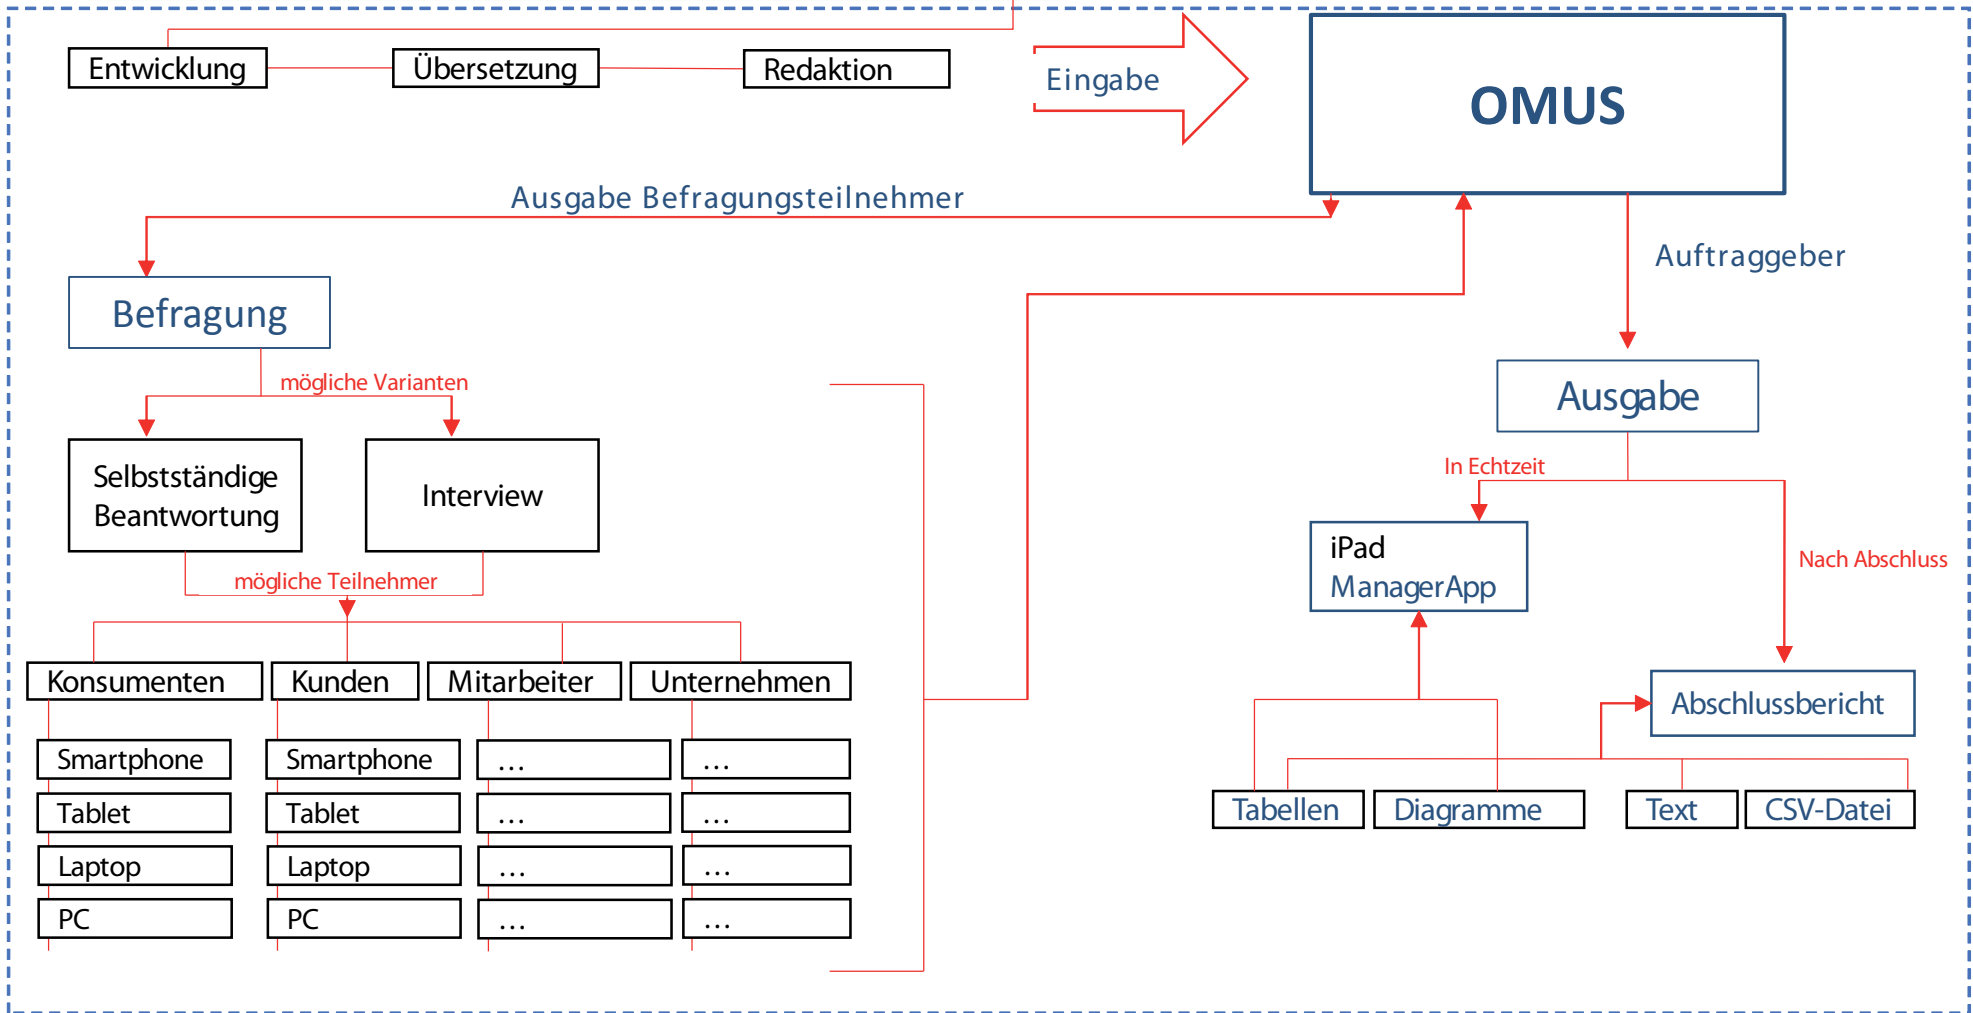 Entwicklung
Übersetzung
Redaktion
Eingabe
OMUS
Ausgabe Befragungsteilnehmer
Auftraggeber
Befragung
mögliche Varianten
Selbstständige
Beantwortung
Interview
mögliche Teilnehmer
Konsumenten
Kunden
Mitarbeiter
Unternehmen
Smartphone
Smartphone
...
...
Tablet
Tablet
...
...
Laptop
Laptop
...
...
PC
PC
...
...
Ausgabe
In Echtzeit
iPad
ManagerApp
Nach Abschluss
Abschlussbericht
Tabellen
Diagramme
Text
CSV-Datei